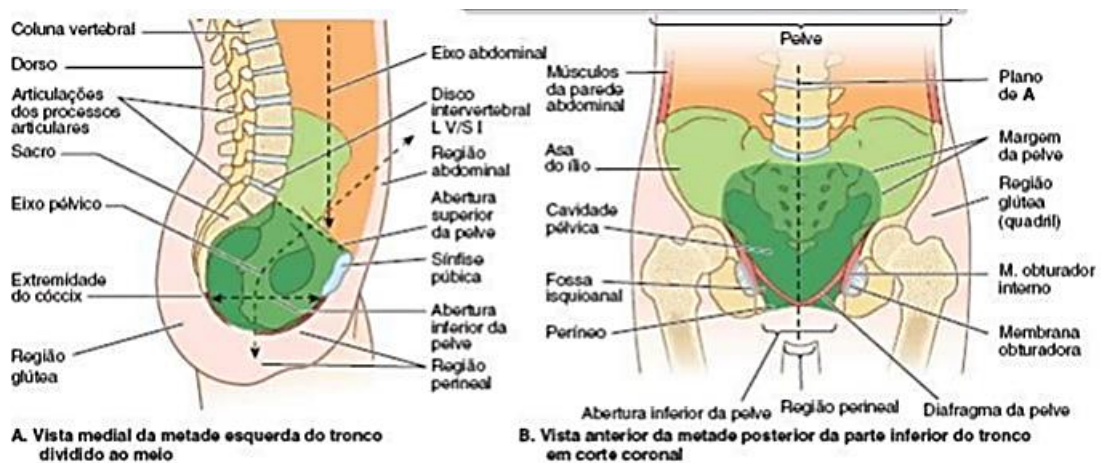 Coluna vertebral
Dorso
Articulações
dos processos
articulares
Sacro
Eixo pélvico
Extremidade
do cóccix
Região
glútea
Eixo abdominal
Disco
intervertebral
L V/S I
Região
abdominal
Abertura
superior
da pelve
Sínfise
púbica
Abertura
inferior da
pelve
Região
perineal
A. Vista medial da metade esquerda do tronco
dividido ao meio
Pelve
Músculos
da parede
abdominal
Asa
do ílio
Cavidade
pélvica
Fossa
isquioanal
Períneo
Plano
de A
Margem
da pelve
Região
glútea
(quadril)
M. obturador
interno
Membrana
obturadora
Abertura inferior da pelve
Região perineal
Diafragma da pelve
B. Vista anterior da metade posterior da parte inferior do tronco
em corte coronal